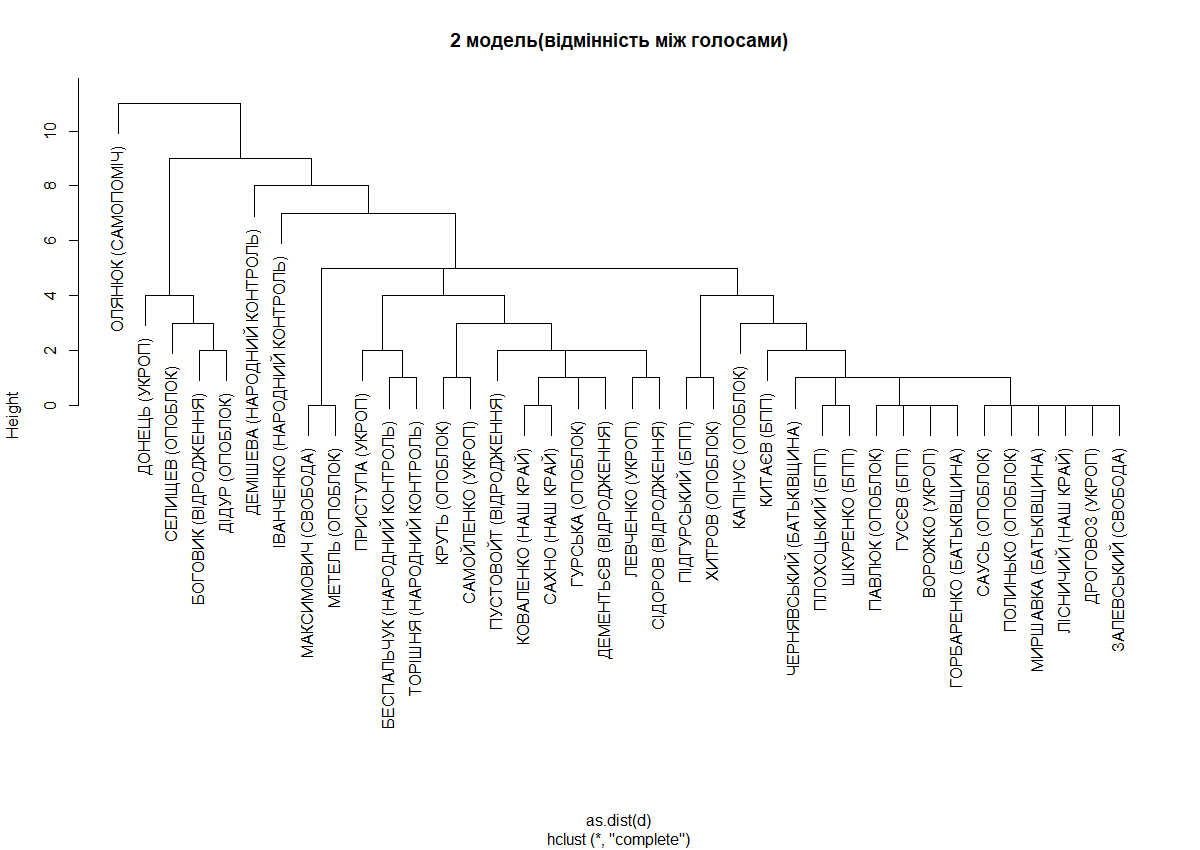 2 модель(відмінність між голосами)
Height
10
8
6
4
2
0
ОЛЯНЮК (САМОПОМІЧ)
ДОНЕЦЬ (УКРОП)
СЕЛИЩЕВ (ОПОБЛОК)
БОГОВИК (ВІДРОДЖЕННЯ)
ДІДУР (ОПОБЛОК)
ДЕМІШЕВА (НАРОДНИЙ КОНТРОЛЬ)
ІВАНЧЕНКО (НАРОДНИЙ КОНТРОЛЬ)
МАКСИМОВИЧ (СВОБОДА)
МЕТЕЛЬ (ОПОБЛОК)
ПРИСТУПА (УКРОП)
БЕСПАЛЬЧУК (НАРОДНИЙ КОНТРОЛЬ)
ТОРІШНЯ (НАРОДНИЙ КОНТРОЛЬ)
КРУТЬ (ОПОБЛОК)
САМОЙЛЕНКО (УКРОП)
ПУСТОВОЙТ (ВІДРОДЖЕННЯ)
КОВАЛЕНКО (НАШ КРАЙ)
САХНО (НАШ КРАЙ)
ГУРСЬКА (ОПОБЛОК)
ДЕМЕНТЬЄВ (ВІДРОДЖЕННЯ)
ЛЕВЧЕНКО (УКРОП)
СІДОРОВ (ВІДРОДЖЕННЯ)
ПІДГУРСЬКИЙ (БПП)
ХИТРОВ (ОПОБЛОК)
КАПІНУС (ОПОБЛОК)
КИТАЄВ (БПП)
ЧЕРНЯВСЬКИЙ (БАТЬКІВЩИНА)
ПЛОХОЦЬКИЙ (БПП)
ШКУРЕНКО (БПП)
ПАВЛЮК (ОПОБЛОК)
ГУСЄВ (БПП)
ВОРОЖКО (УКРОП)
ГОРБАРЕНКО (БАТЬКІВЩИНА)
САУСЬ (ОПОБЛОК)
ПОЛИНЬКО (ОПОБЛОК)
МИРШАВКА (БАТЬКІВЩИНА)
ЛІСНИЧИЙ (НАШ КРАЙ)
ДРОГОВОЗ (УКРОП)
ЗАЛЕВСЬКИЙ (СВОБОДА)
as.dist(d)
hclust (*, "complete")